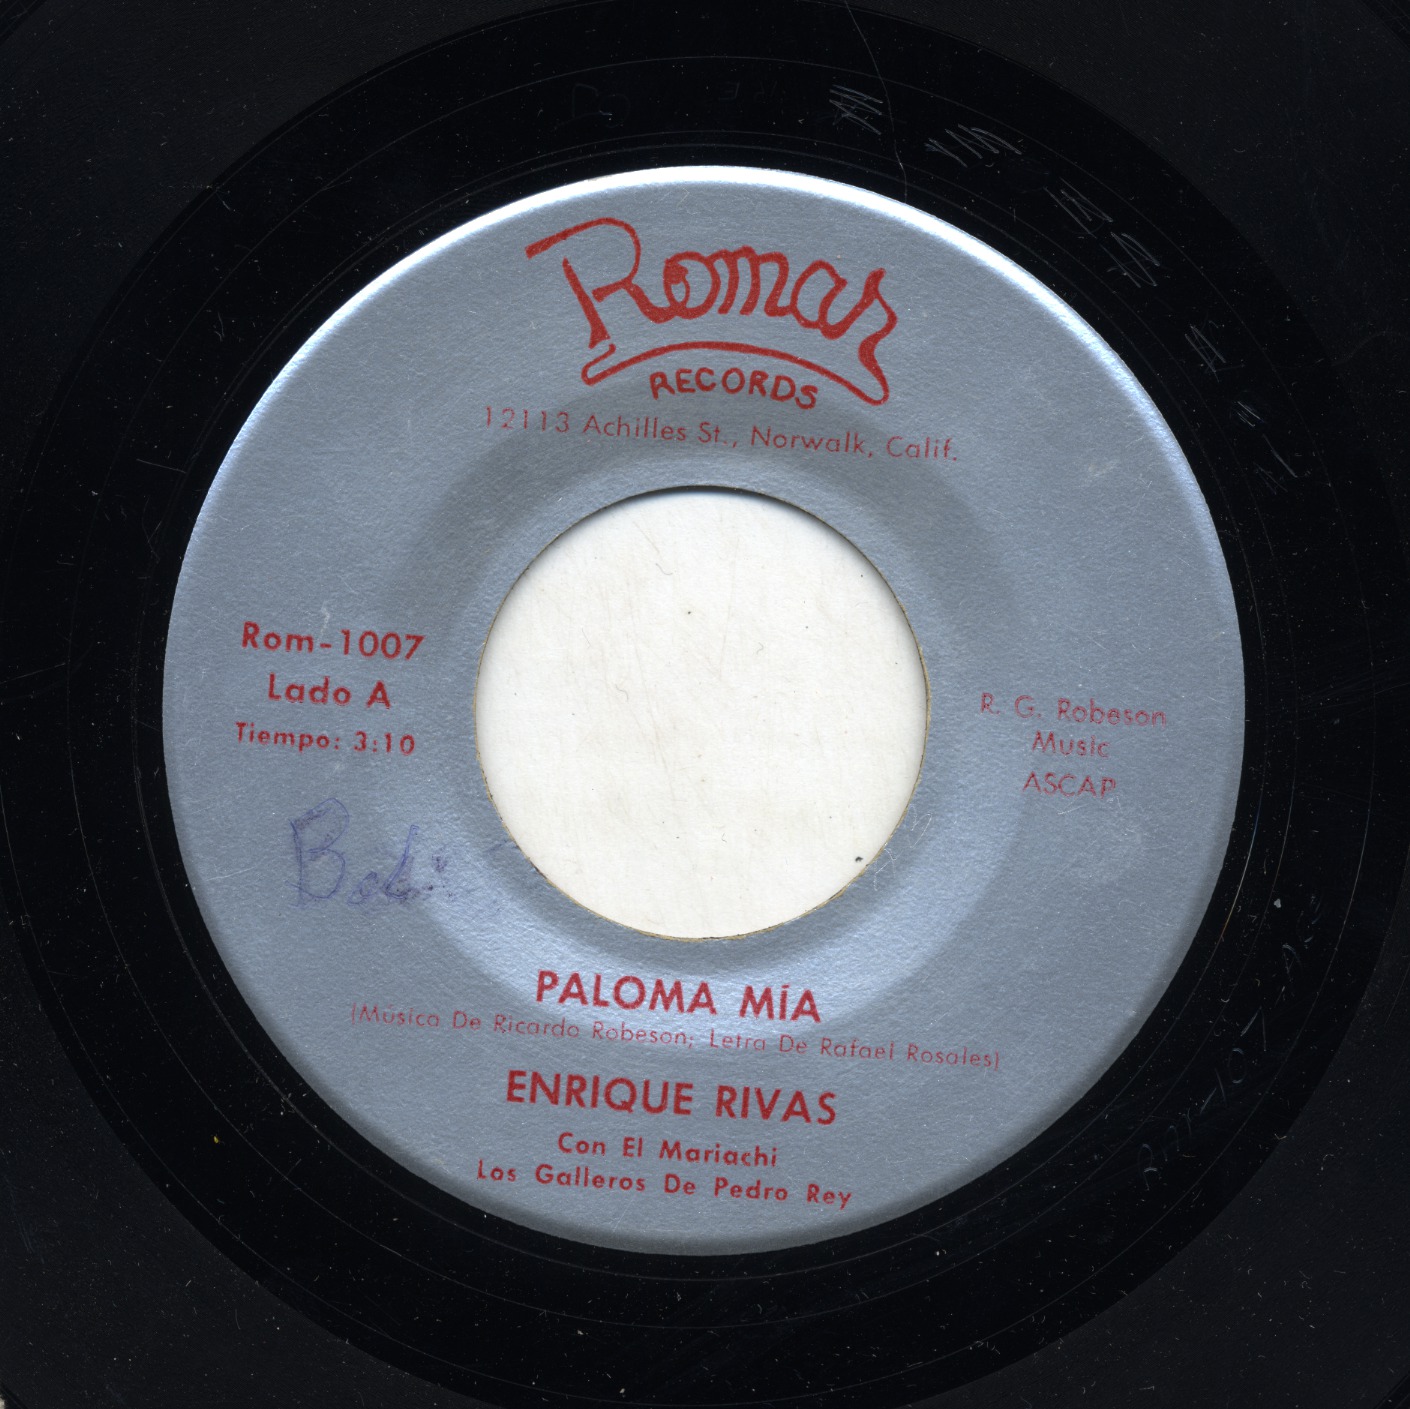 Romar
RECORDS
12113 Achilles St., Norwalk, Calif.
Rom-1007
Lado A
Tiempo: 3:10
R. G. Robeson
Music
ASCAP
PALOMA MÍA
(Música De Ricardo Robeson; Letra De Rafael Rosales)
ENRIQUE RIVAS
Con El Mariachi
Los Galleros De Pedro Rey